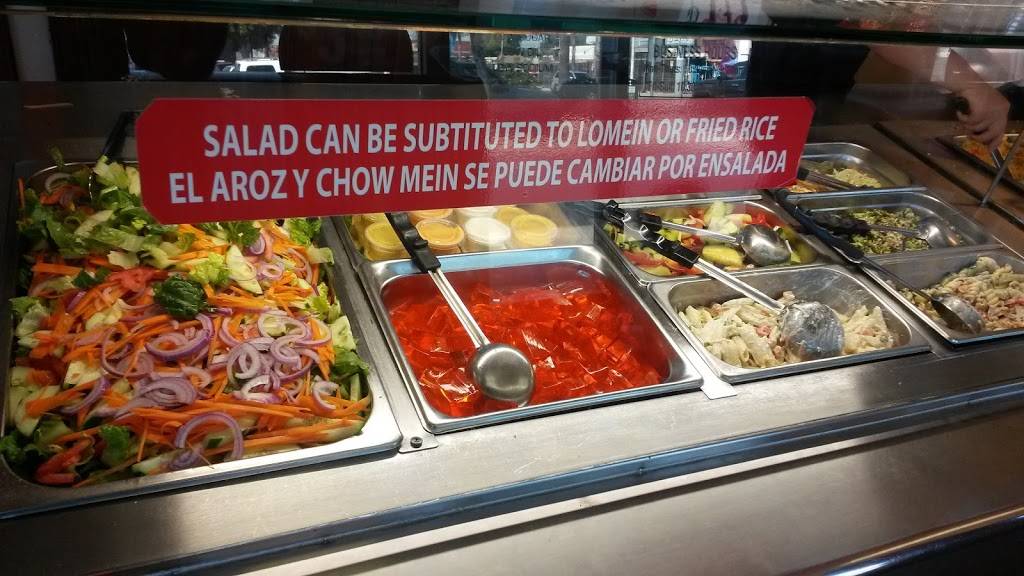 SALAD CAN BE SUBTITUTED TO LOMEIN OR FRIED RICE
EL AROZ Y CHOW MEIN SE PUEDE CAMBIAR POR ENSALADA